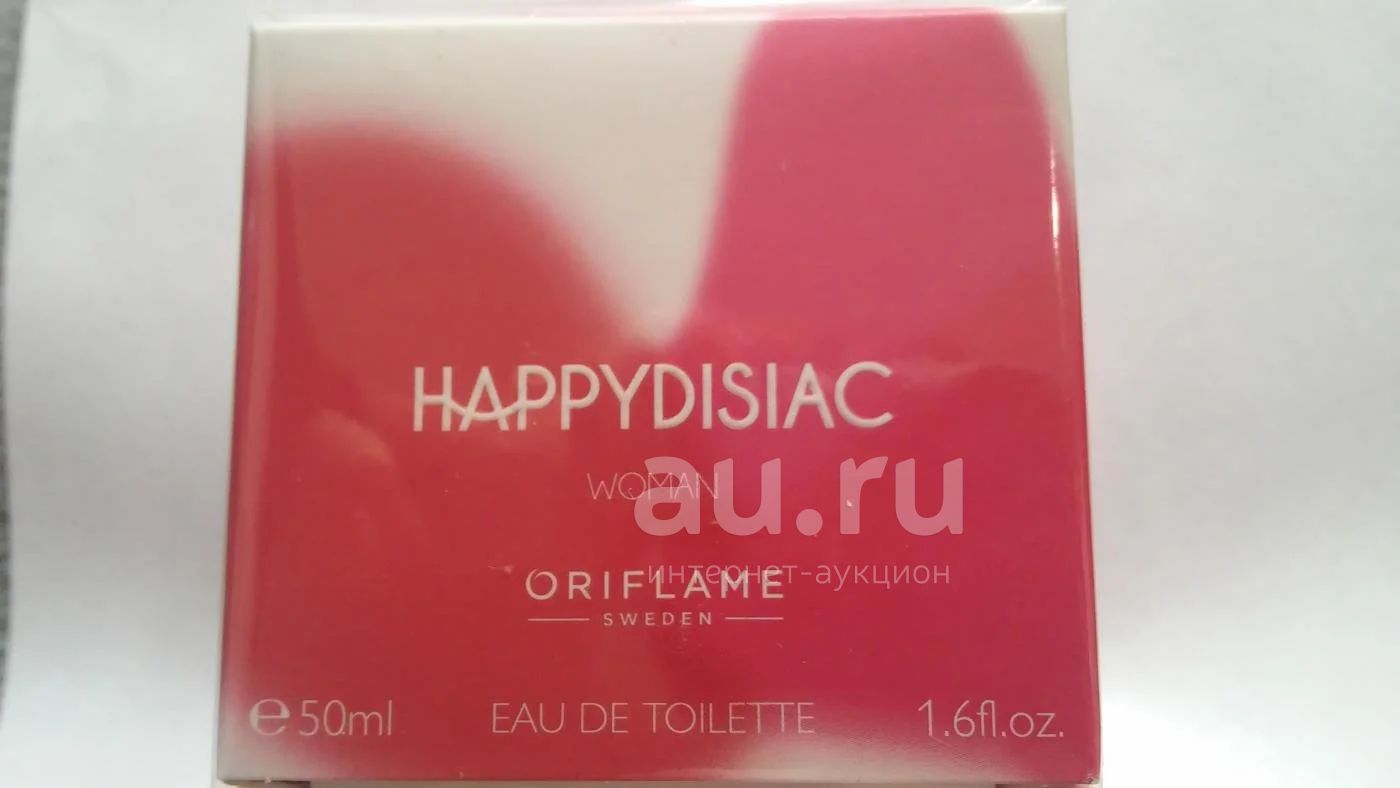 HAPPYDISIAC
WOMAN
au.ru
интернет-аукцион
ORIFLAME
SWEDEN
℮50ml EAU DE TOILETTE 1.6fl.oz.